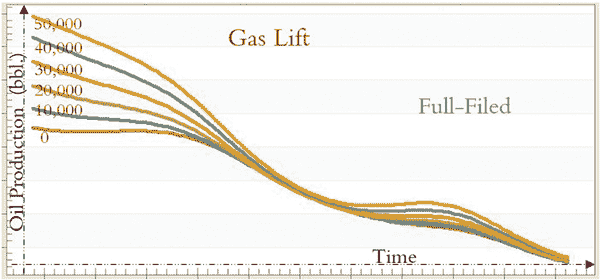 Gas Lift
50,000
40,000
30,000
20,000
10,000
0
Full-Filed
Oil Production (bbl.)
Time